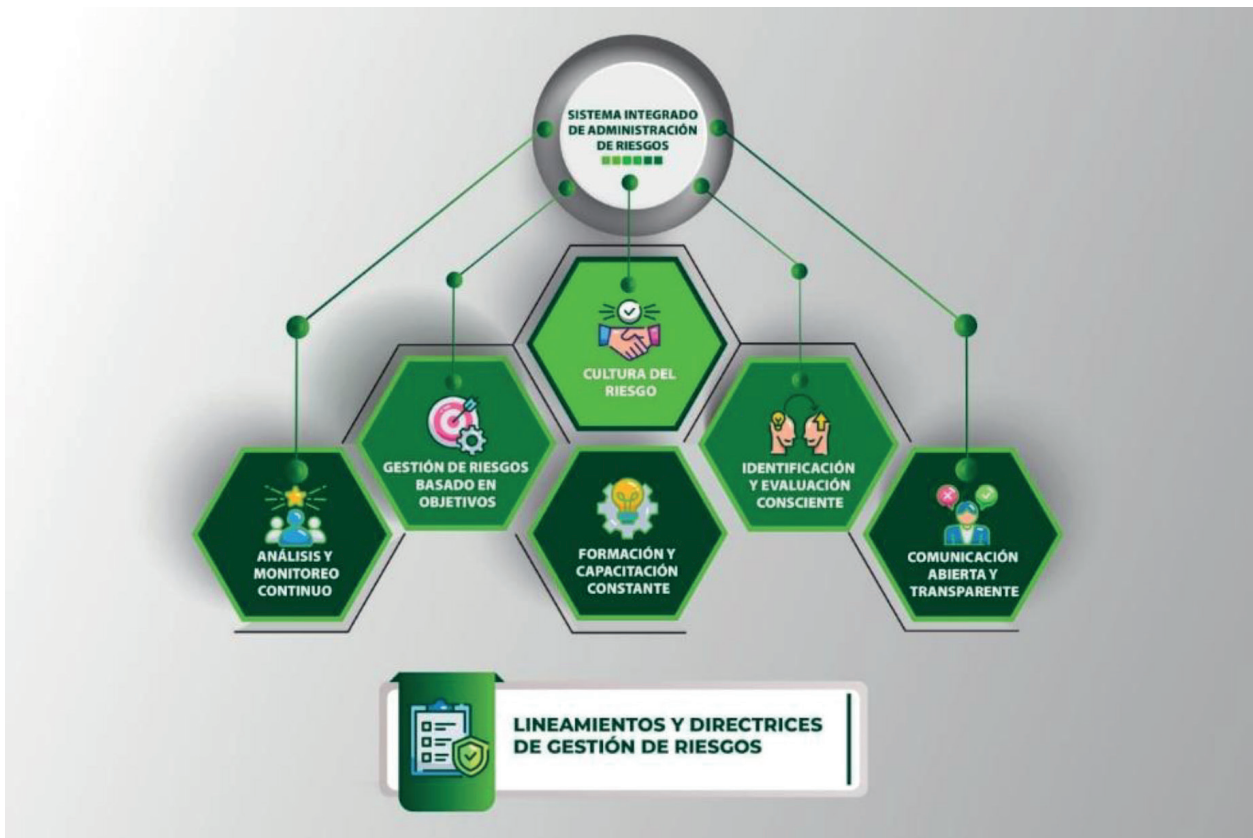 SISTEMA INTEGRADO
DE ADMINISTRACIÓN
DE RIESGOS
CULTURA DEL
RIESGO
GESTIÓN DE RIESGOS
BASADO EN
OBJETIVOS
IDENTIFICACIÓN
Y EVALUACIÓN
CONSCIENTE
ANÁLISIS Y
MONITOREO
CONTINUO
FORMACIÓN Y
CAPACITACIÓN
CONSTANTE
COMUNICACIÓN
ABIERTA Y
TRANSPARENTE
LINEAMIENTOS Y DIRECTRICES
DE GESTIÓN DE RIESGOS